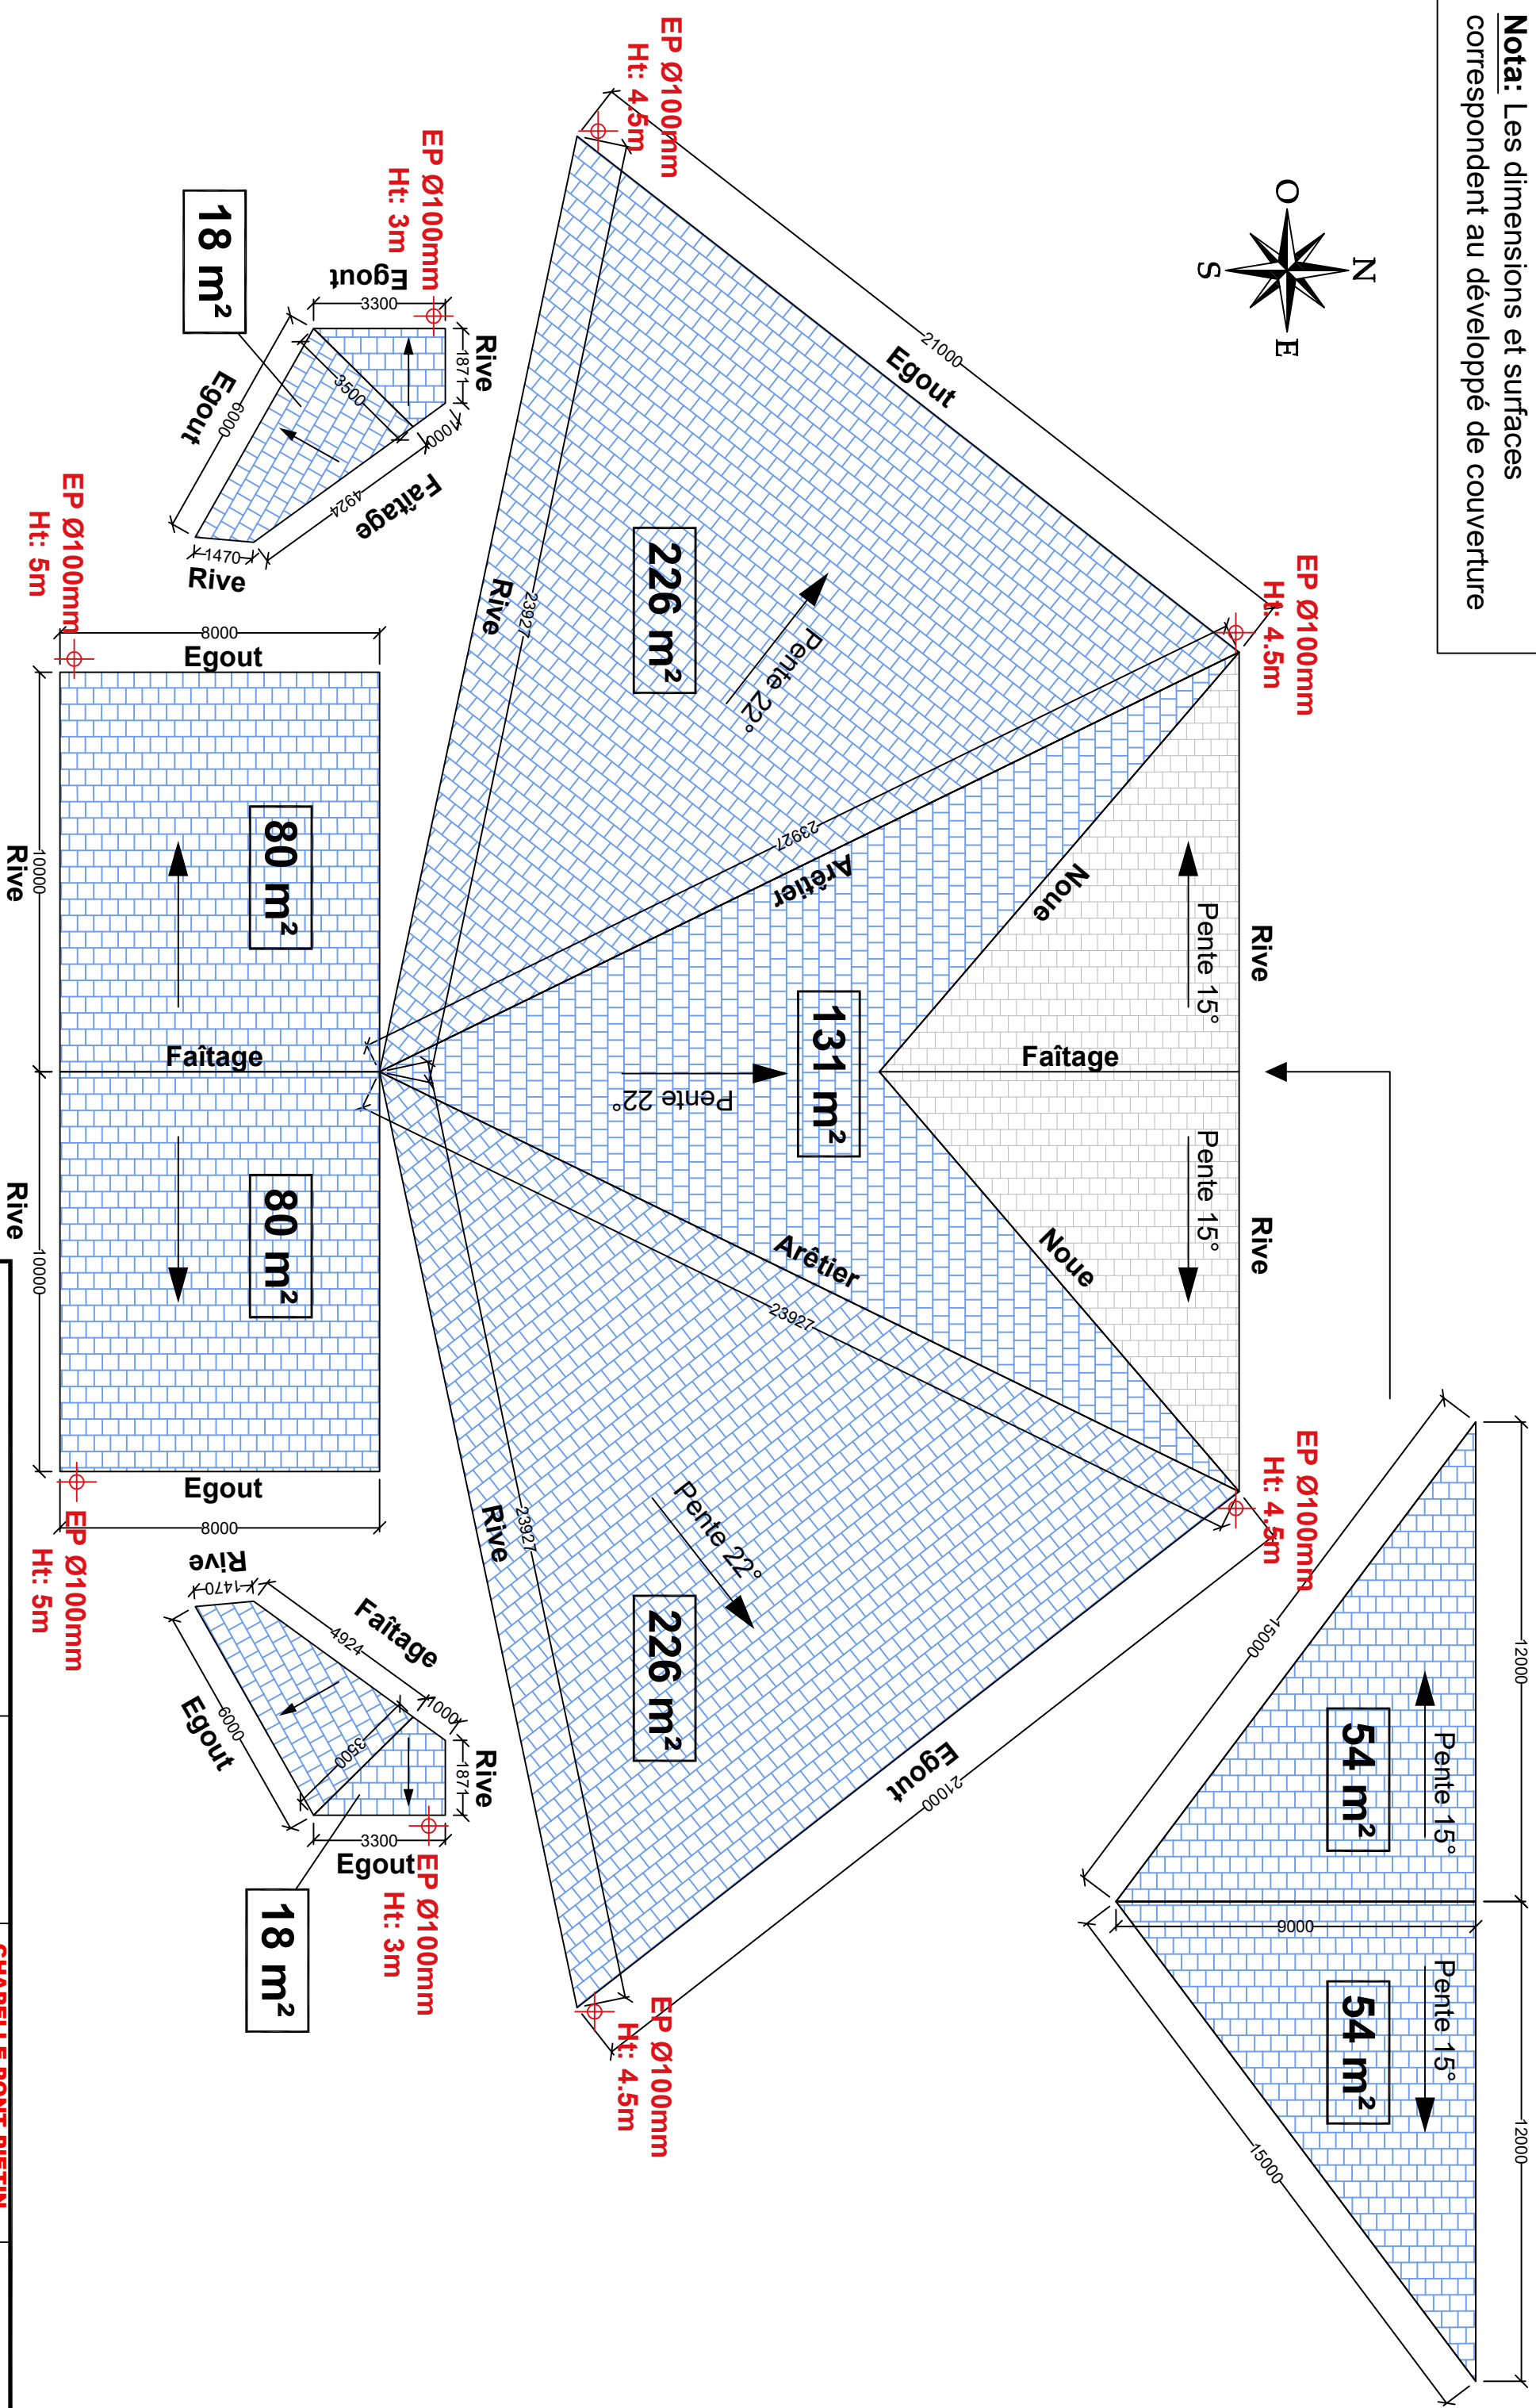 Nota: Les dimensions et surfaces
correspondent au développé de couverture
N
O
E
S
EP Ø100mm
Ht: 4.5m
EP Ø100mm
Ht: 4.5m
EP Ø100mm
Ht: 4.5m
EP Ø100mm
Ht: 4.5m
12000
12000
15000
15000
9000
Pente 15°
Pente 15°
54 m²
54 m²
Rive
Rive
Pente 15°
Pente 15°
Faîtage
Noue
Noue
21000
Egout
21000
Egout
226 m²
Pente 22°
131 m²
Pente 22°
226 m²
Pente 22°
23927
Arêtier
Arêtier
23927
23927
Rive
23927
Rive
EP Ø100mm
Ht: 3m
Egout
3300
Rive
1871
1000
3500
4924
Faîtage
6000
Egout
1470
Rive
18 m²
EP Ø100mm
Ht: 3m
Egout
3300
Rive
1871
1000
3500
4924
Faîtage
6000
Egout
1470
Rive
18 m²
EP Ø100mm
Ht: 5m
8000
Egout
80 m²
Faîtage
80 m²
Egout
8000
EP Ø100mm
Ht: 5m
10000
10000
Rive
Rive